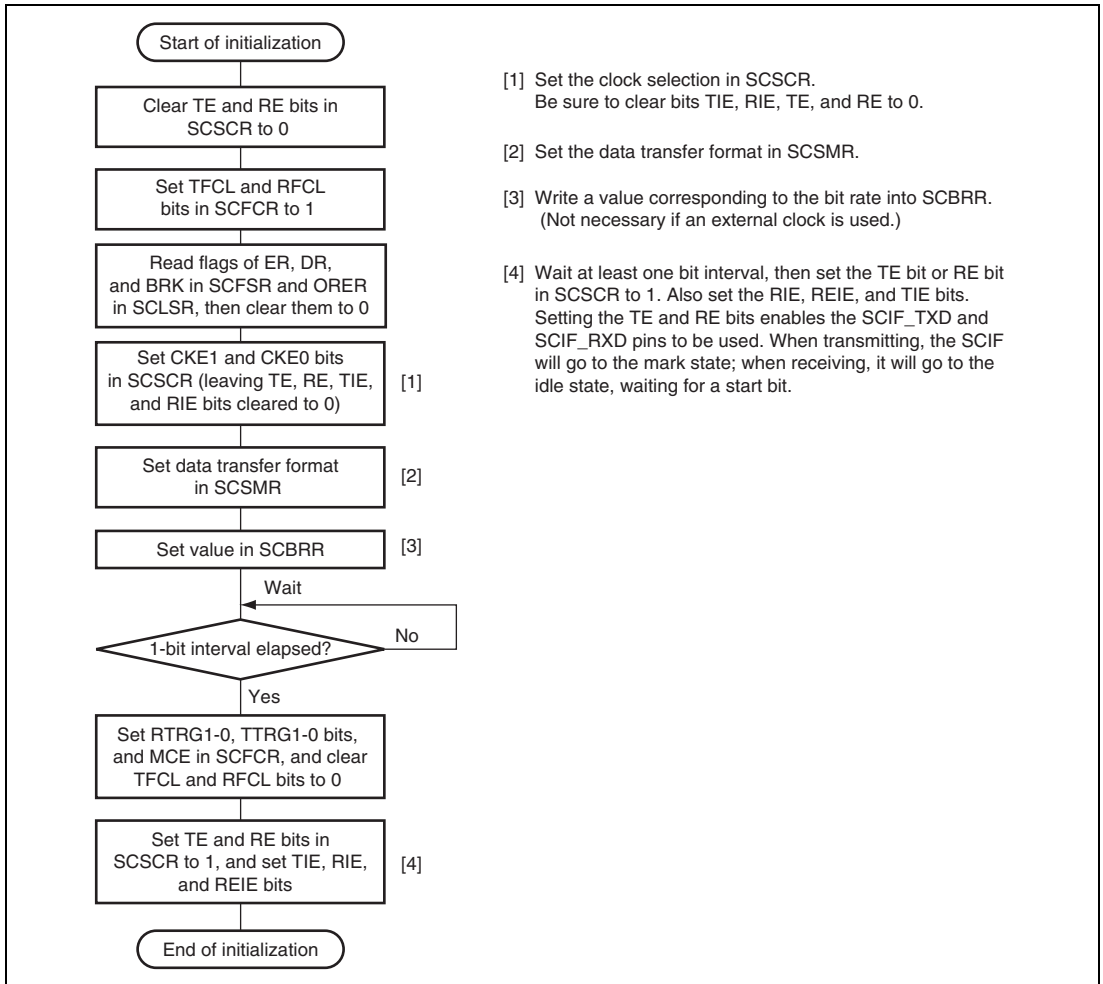 Start of initialization
Clear TE and RE bits in
SCSCR to 0
Set TFCL and RFCL
bits in SCFCR to 1
Read flags of ER, DR,
and BRK in SCFSR and ORER
in SCLSR, then clear them to 0
Set CKE1 and CKE0 bits
in SCSCR (leaving TE, RE, TIE,
and RIE bits cleared to 0)
[1]
Set data transfer format
in SCSMR
[2]
Set value in SCBRR
[3]
Wait
1-bit interval elapsed?
No
Yes
Set RTRG1-0, TTRG1-0 bits,
and MCE in SCFCR, and clear
TFCL and RFCL bits to 0
Set TE and RE bits in
SCSCR to 1, and set TIE, RIE,
and REIE bits
[4]
End of initialization
[1] Set the clock selection in SCSCR.
Be sure to clear bits TIE, RIE, TE, and RE to 0.
[2] Set the data transfer format in SCSMR.
[3] Write a value corresponding to the bit rate into SCBRR.
(Not necessary if an external clock is used.)
[4] Wait at least one bit interval, then set the TE bit or RE bit
in SCSCR to 1. Also set the RIE, REIE, and TIE bits.
Setting the TE and RE bits enables the SCIF_TXD and
SCIF_RXD pins to be used. When transmitting, the SCIF
will go to the mark state; when receiving, it will go to the
idle state, waiting for a start bit.